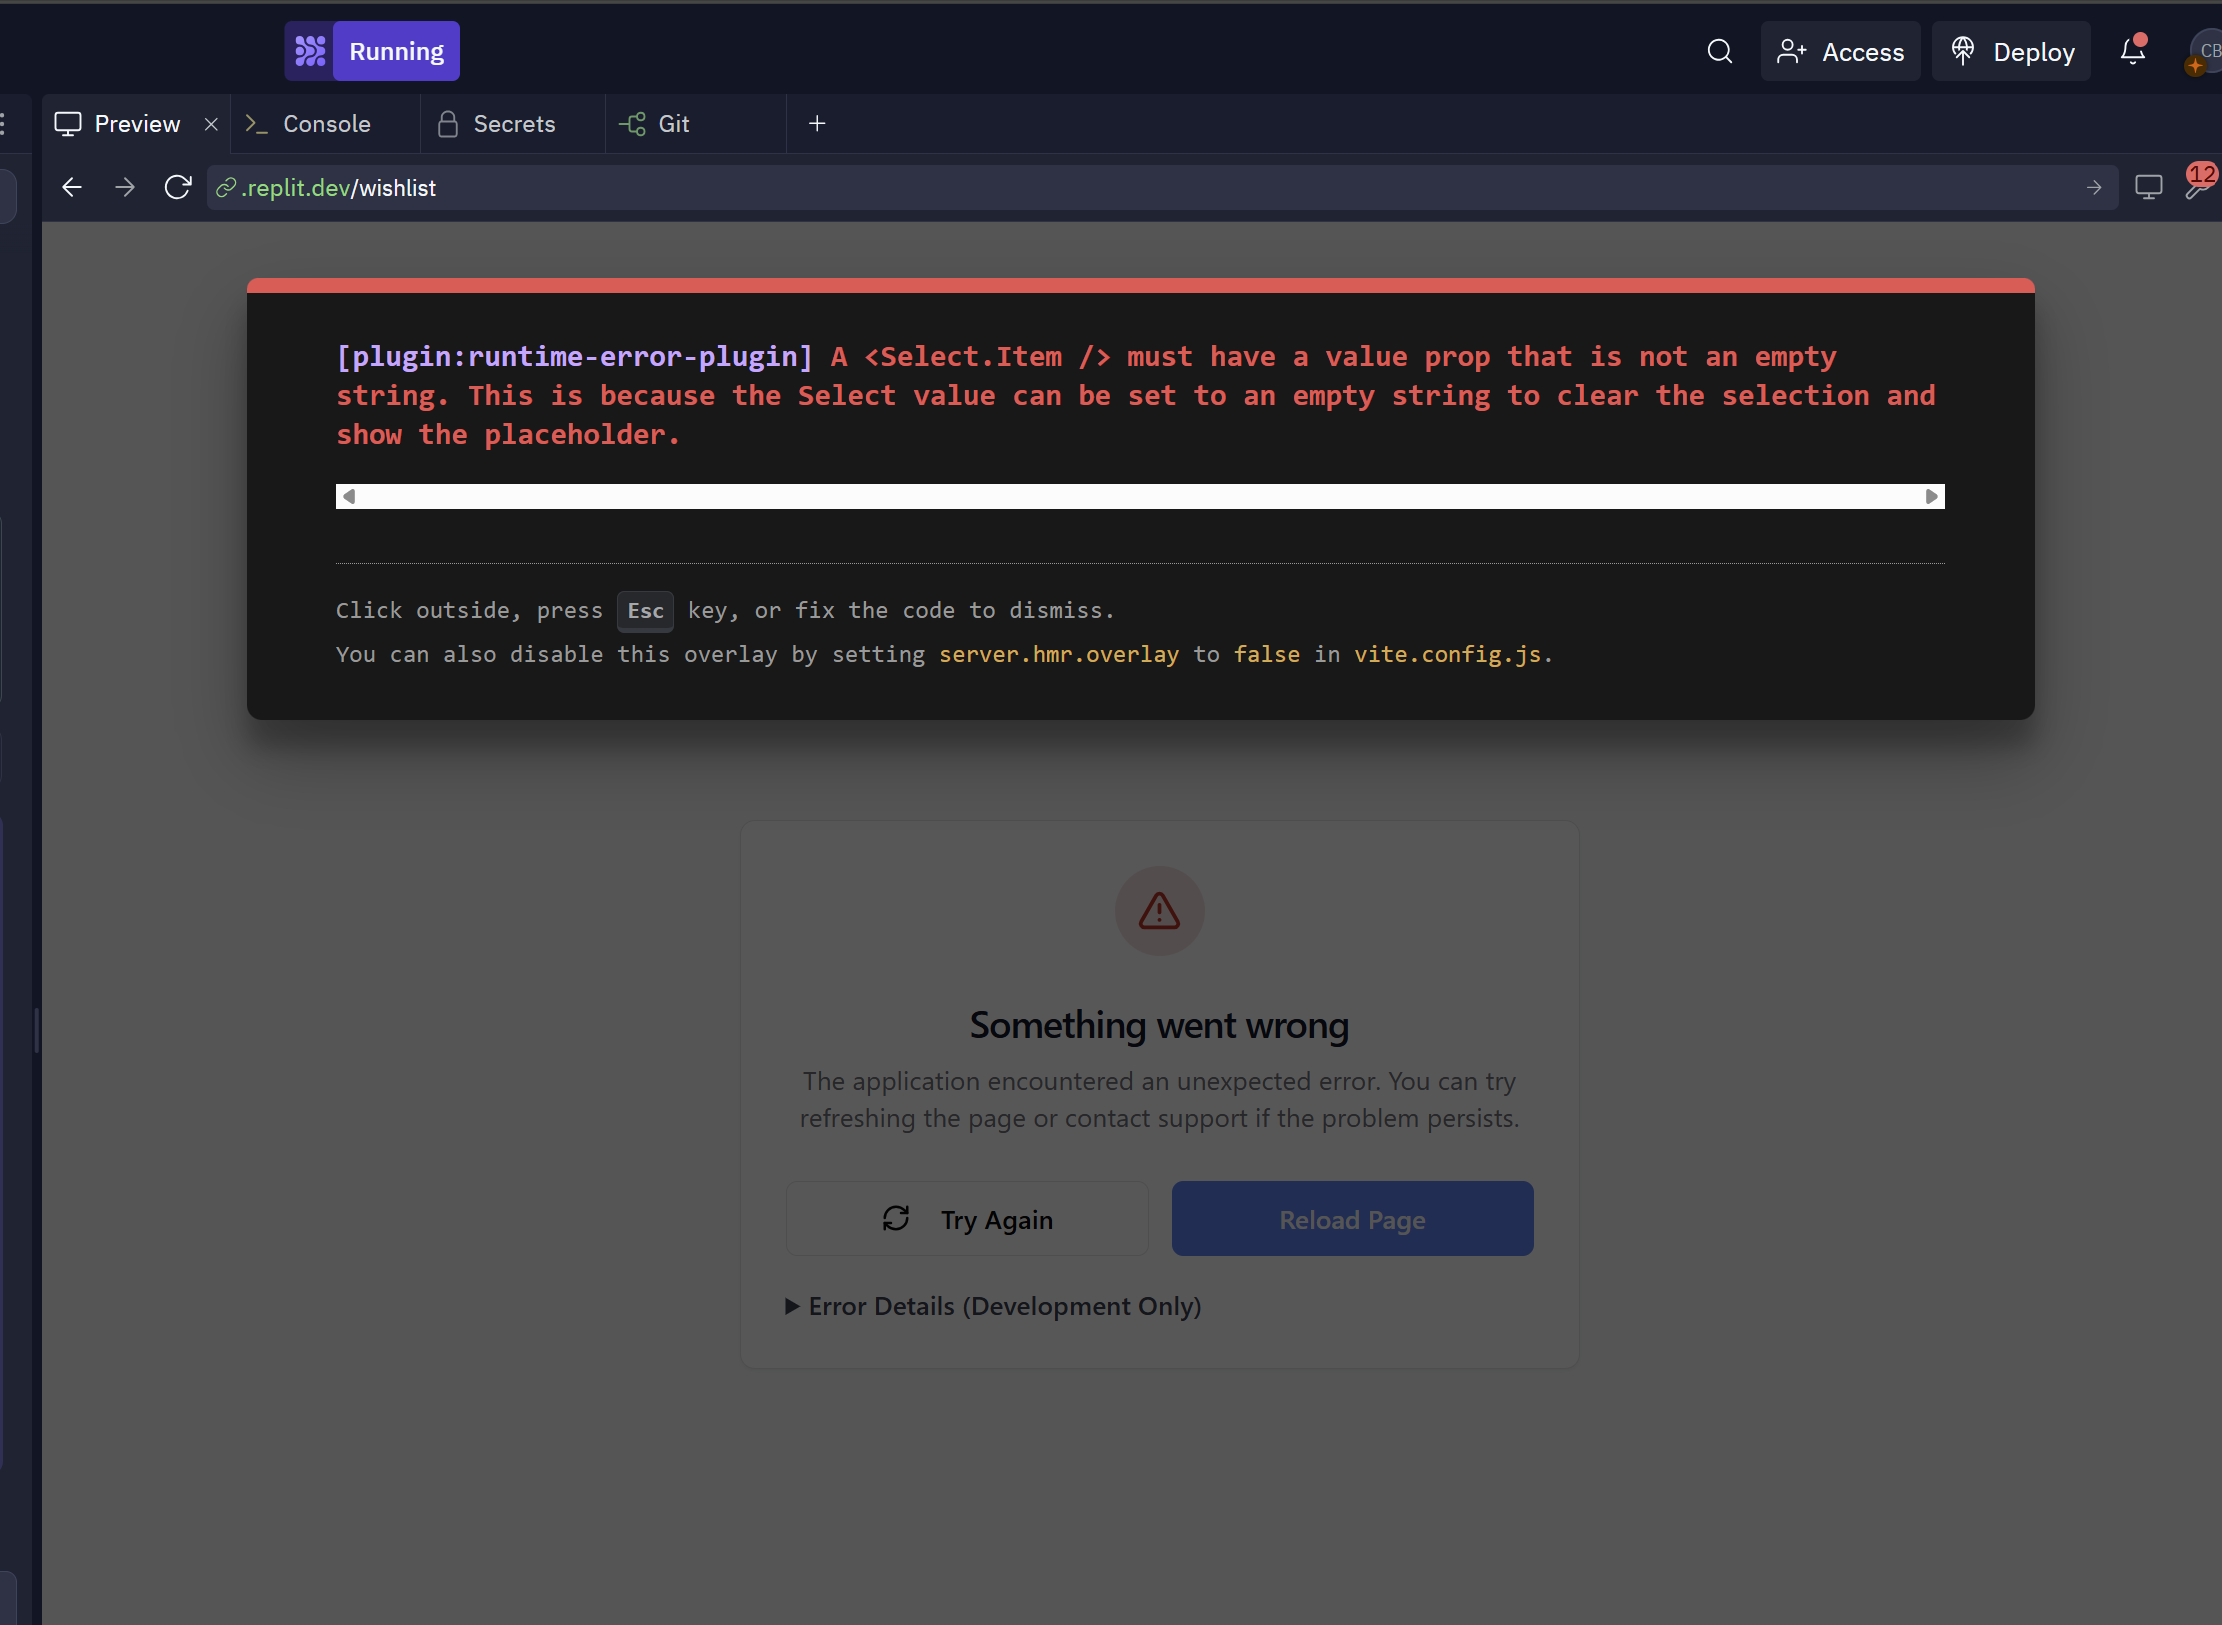 Running
Access
Deploy
CB
Preview
Console
Secrets
Git
.replit.dev/wishlist
12
[plugin:runtime-error-plugin] A <Select.Item /> must have a value prop that is not an empty
string. This is because the Select value can be set to an empty string to clear the selection and
show the placeholder.
Click outside, press Esc key, or fix the code to dismiss.
You can also disable this overlay by setting server.hmr.overlay to false in vite.config.js.
Something went wrong
The application encountered an unexpected error. You can try
refreshing the page or contact support if the problem persists.
Try Again
Reload Page
Error Details (Development Only)